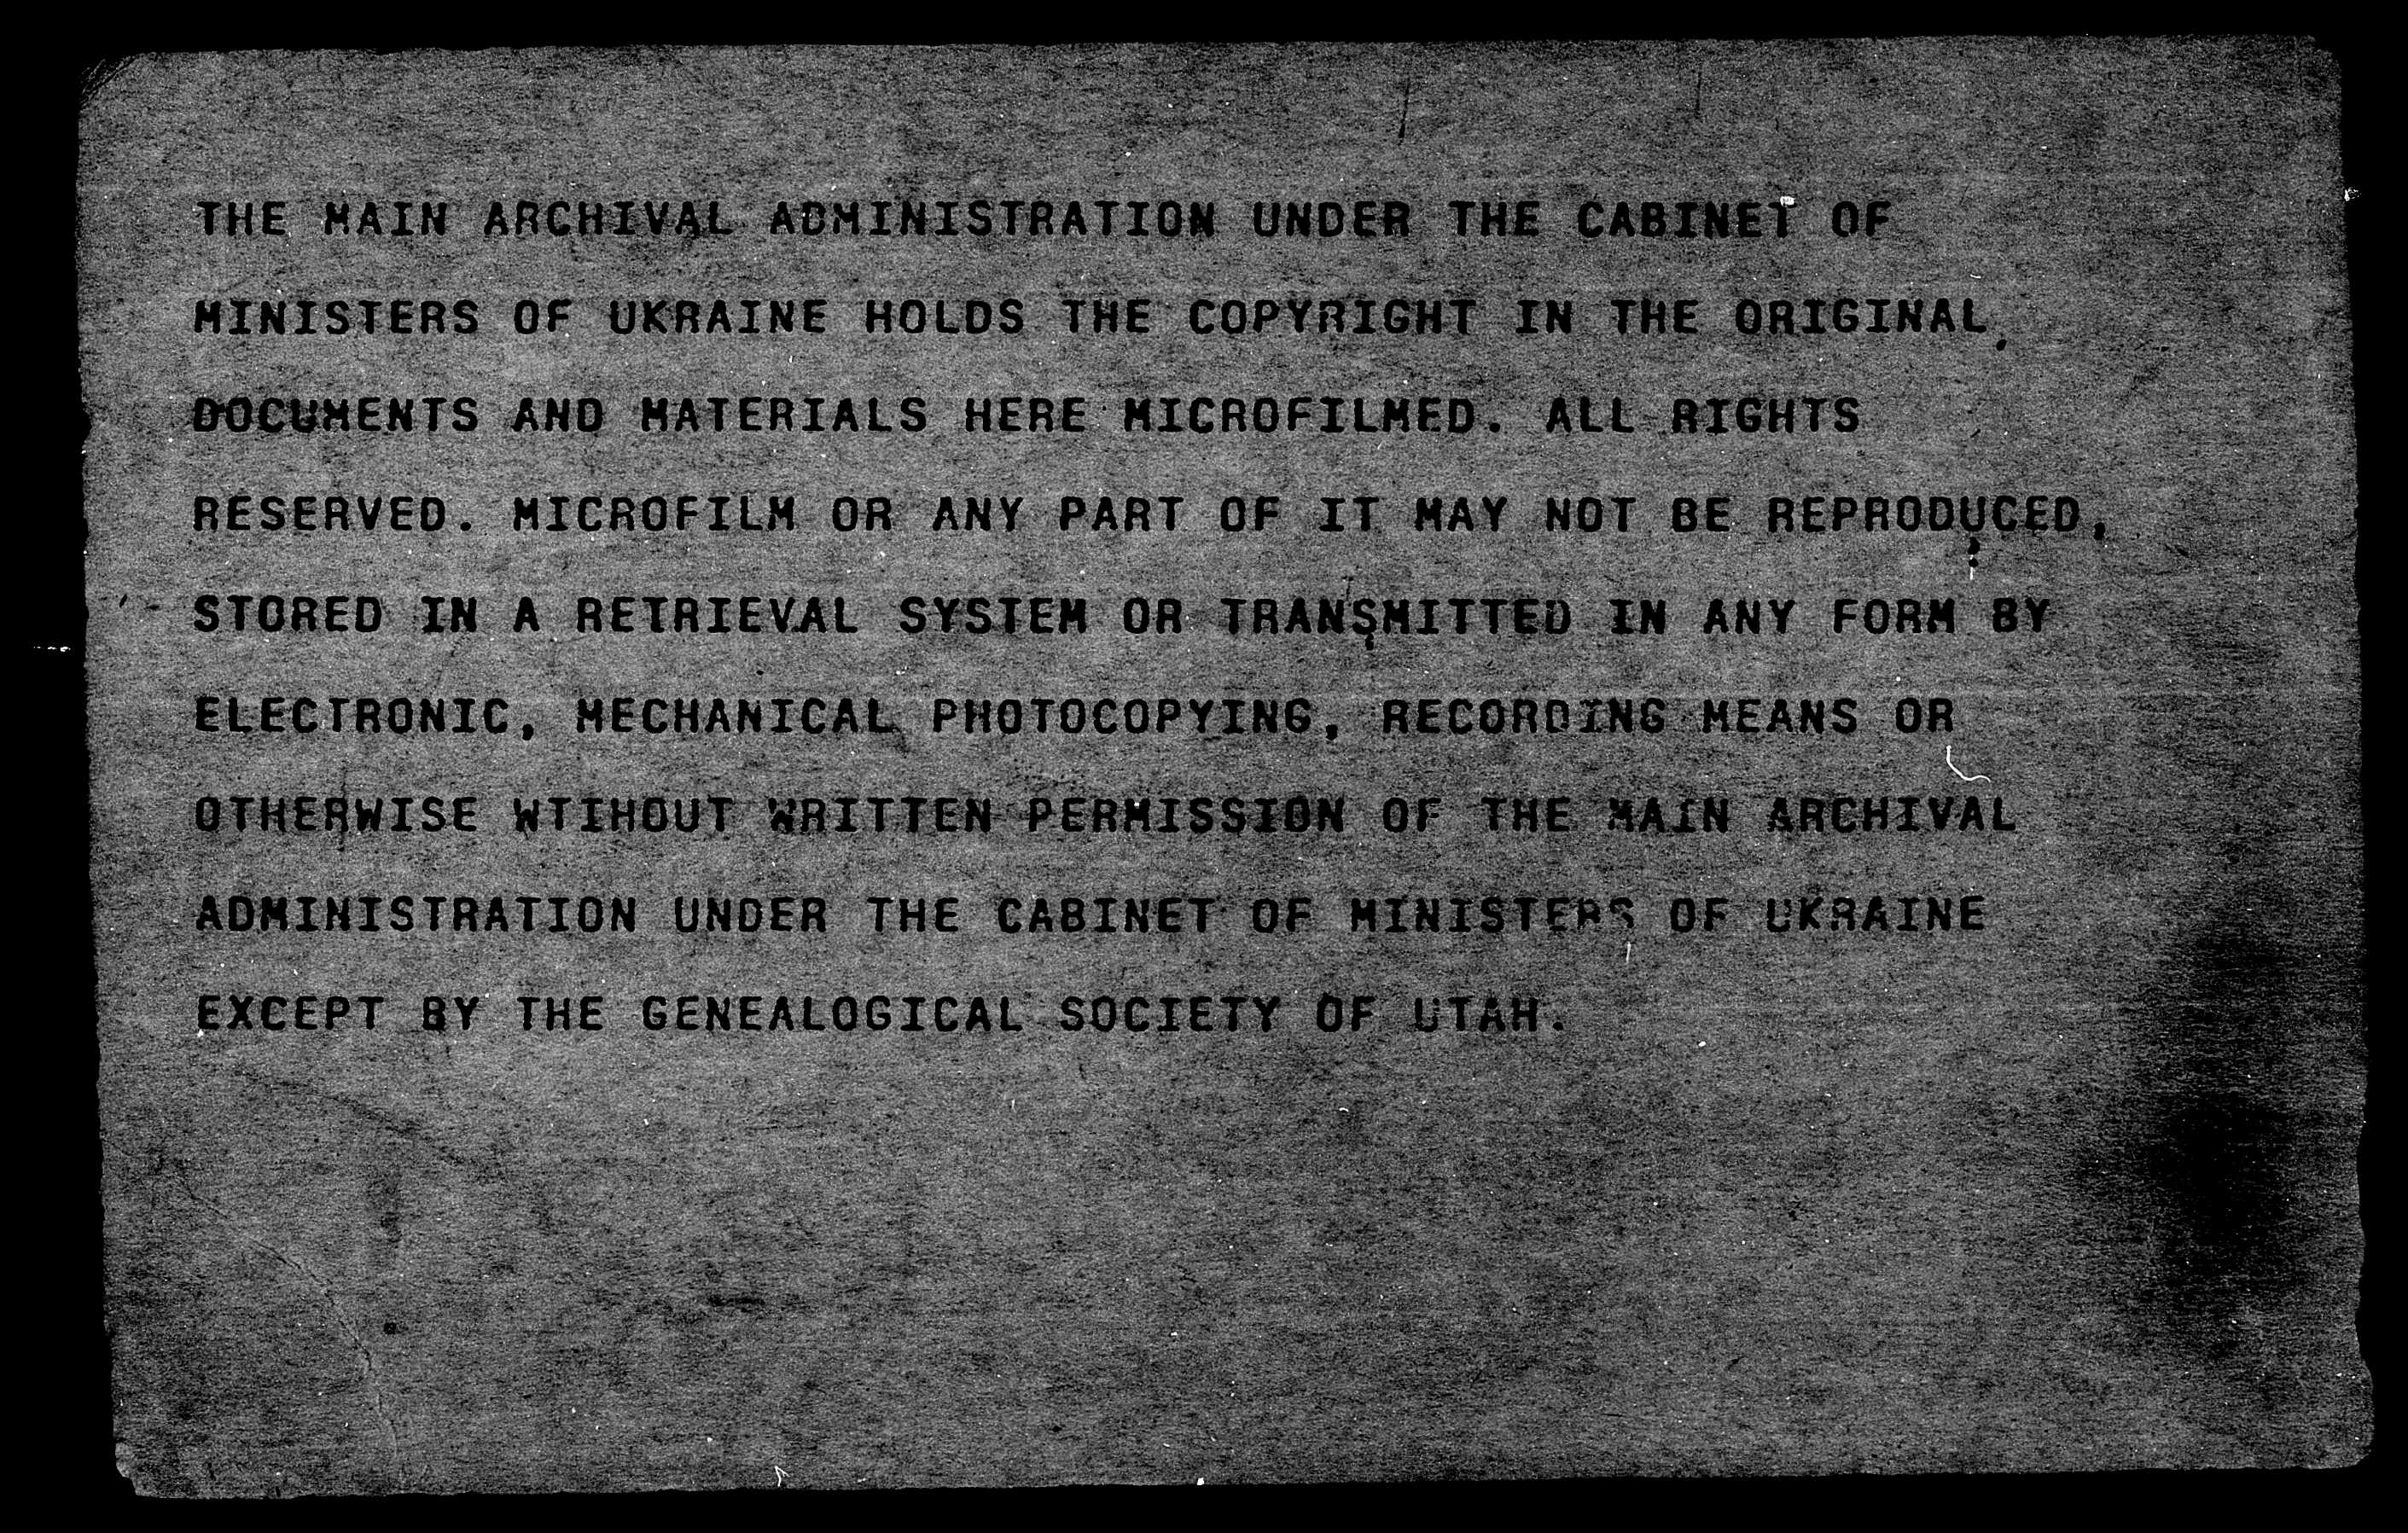 THE MAIN ARCHIVAL ADMINISTRATION UNDER THE CABINET OF
MINISTERS OF UKRAINE HOLDS THE COPYRIGHT IN THE ORIGINAL
DOCUMENTS AND MATERIALS HERE MICROFILMED. ALL RIGHTS
RESERVED. MICROFILM OR ANY PART OF IT MAY NOT BE REPRODUCED,
STORED IN A RETRIEVAL SYSTEM OR TRANSMITTED IN ANY FORM BY
ELECTRONIC, MECHANICAL PHOTOCOPYING, RECORDING MEANS OR
OTHERWISE WTIHOUT WRITTEN PERMISSION OF THE MAIN ARCHIVAL
ADMINISTRATION UNDER THE CABINET OF MINISTERS OF UKRAINE
EXCEPT BY THE GENEALOGICAL SOCIETY OF UTAH.